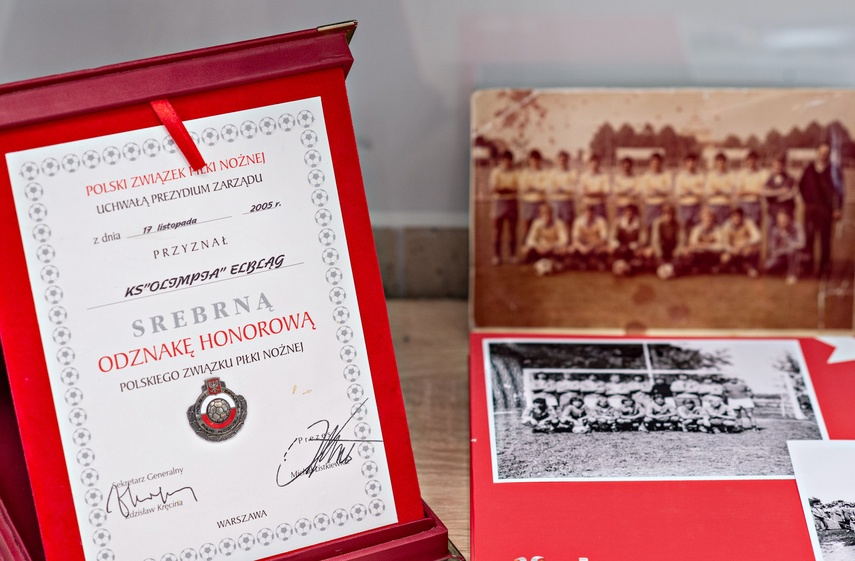 POLSKI ZWIĄZEK PIŁKI NOŻNEJ
UCHWAŁĄ PREZYDIUM ZARZĄDU
z dnia 17 listopada 2005 r.
PRZYZNAŁ
KS"OLIMPIA" ELBLĄG
SREBRNĄ
ODZNAKĘ HONOROWĄ
POLSKIEGO ZWIĄZKU PIŁKI NOŻNEJ
Sekretarz Generalny
Zdzisław Kręcina
WARSZAWA